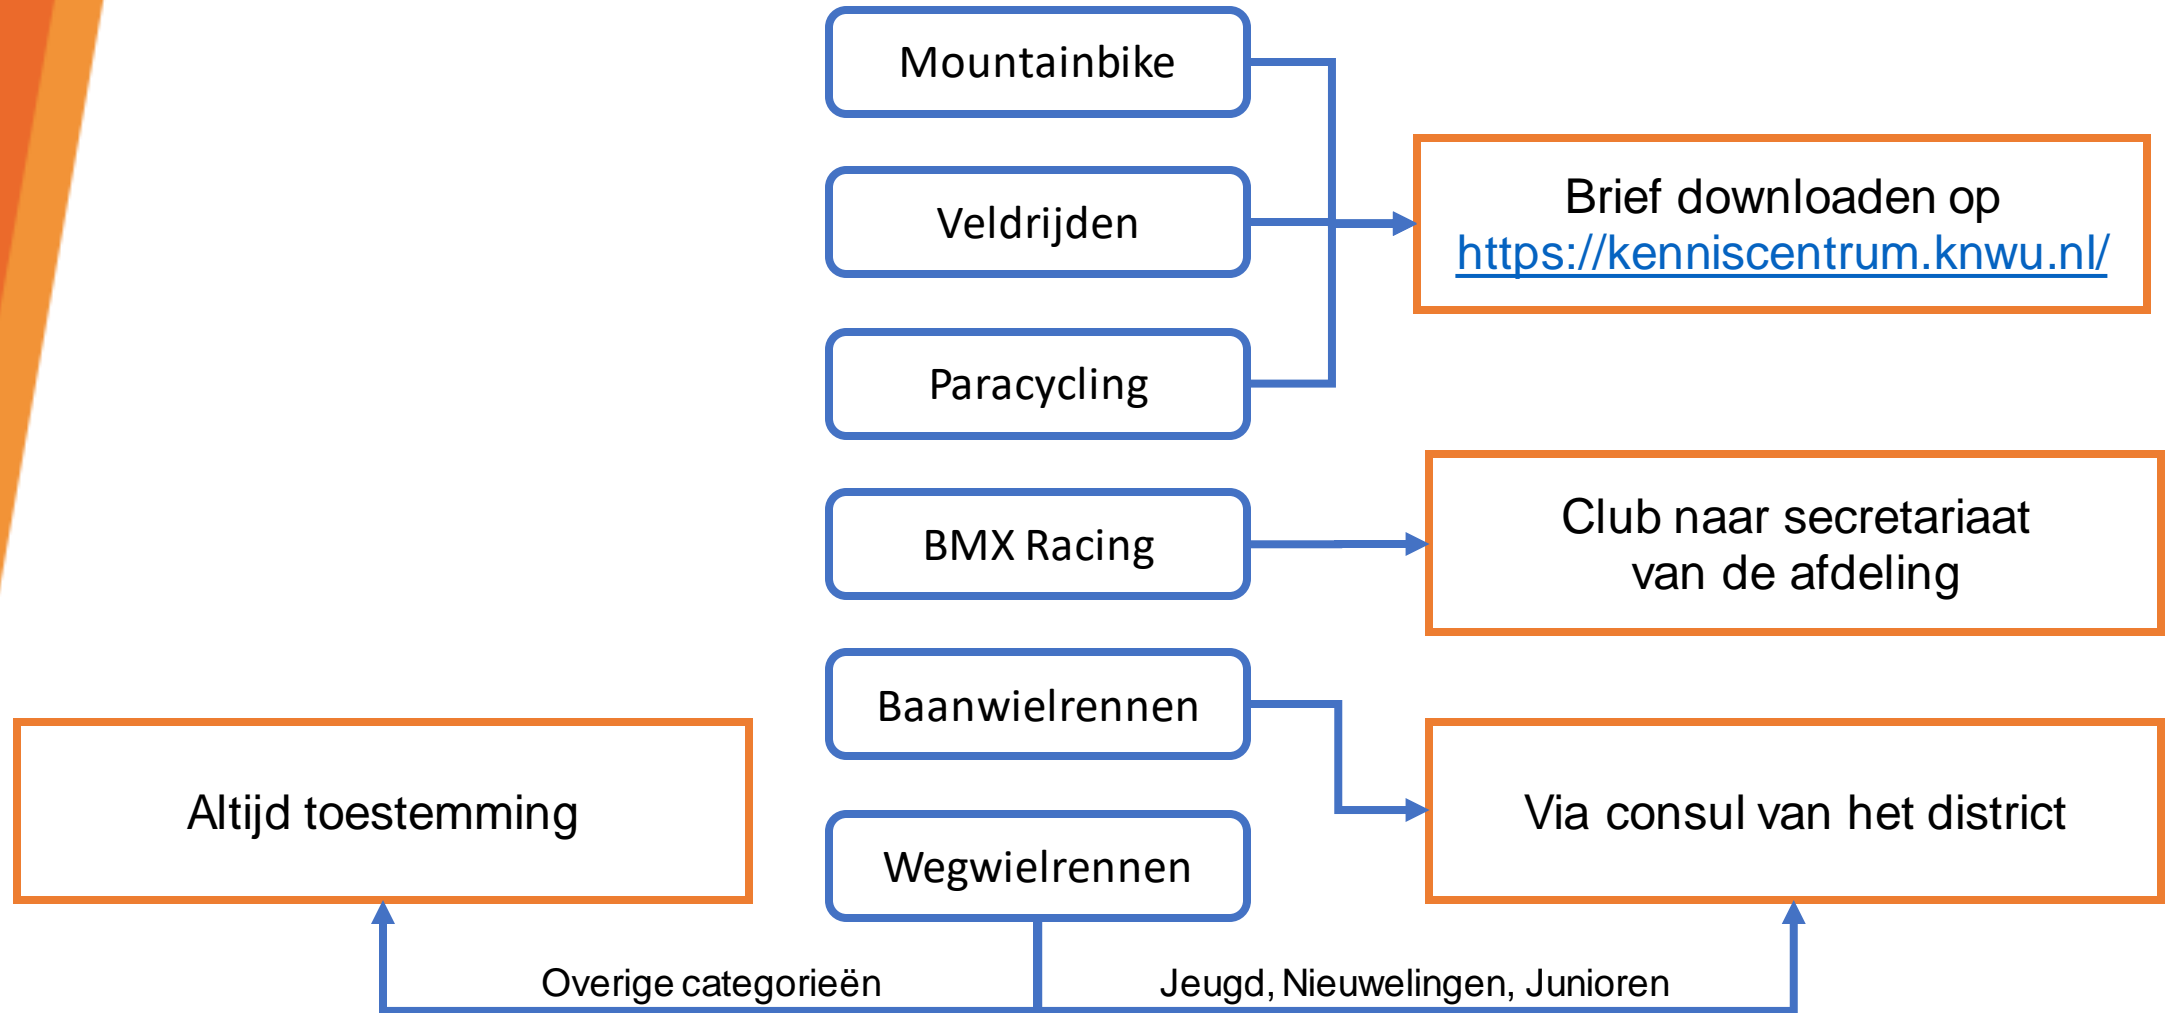 Mountainbike
Veldrijden
Paracycling
Brief downloaden op
https://kenniscentrum.knwu.nl/
BMX Racing
Club naar secretariaat
van de afdeling
Baanwielrennen
Via consul van het district
Wegwielrennen
Altijd toestemming
Overige categorieën
Jeugd, Nieuwelingen, Junioren